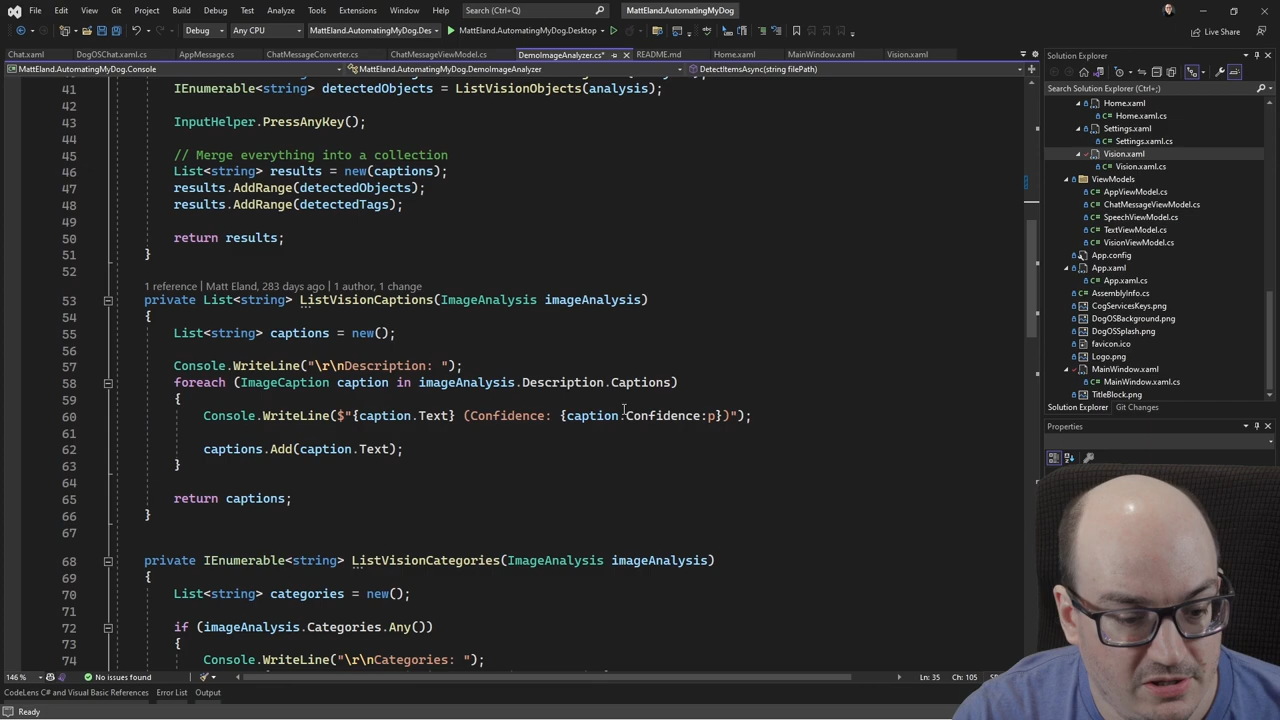 File Edit View Git Project Build Debug Test Analyze Tools Extensions Window Help Search (Ctrl+Q) MattEland.AutomatingMyDog
Debug Any CPU MattEland.AutomatingMyDog.Des MattEland.AutomatingMyDog.Desktop Live Share
Chat.xaml DogOSChat.xaml.cs AppMessage.cs ChatMessageConverter.cs ChatMessageViewModel.cs DemoImageAnalyzer.cs* README.md Home.xaml MainWindow.xaml Vision.xaml
MattEland.AutomatingMyDog.Console MattEland.AutomatingMyDog.DemoImageAnalyzer DetectItemsAsync(string filePath)
41 IEnumerable<string> detectedObjects = ListVisionObjects(analysis);
42
43 InputHelper.PressAnyKey();
44
45 // Merge everything into a collection
46 List<string> results = new(captions);
47 results.AddRange(detectedObjects);
48 results.AddRange(detectedTags);
49
50 return results;
51 }
52
1 reference | Matt Eland, 283 days ago | 1 author, 1 change
53 private List<string> ListVisionCaptions(ImageAnalysis imageAnalysis)
54 {
55 List<string> captions = new();
56
57 Console.WriteLine("\r\nDescription: ");
58 foreach (ImageCaption caption in imageAnalysis.Description.Captions)
59 {
60 Console.WriteLine($"{caption.Text} (Confidence: {caption.Confidence:p})");
61
62 captions.Add(caption.Text);
63 }
64
65 return captions;
66 }
67
68 private IEnumerable<string> ListVisionCategories(ImageAnalysis imageAnalysis)
69 {
70 List<string> categories = new();
71
72 if (imageAnalysis.Categories.Any())
73 {
74 Console.WriteLine("\r\nCategories: ");
146 % No issues found Ln: 35 Ch: 105
CodeLens C# and Visual Basic References Error List Output
Ready
Solution Explorer
Search Solution Explorer (Ctrl+;)
Home.xaml
Home.xaml.cs
Settings.xaml
Settings.xaml.cs
Vision.xaml
Vision.xaml.cs
ViewModels
AppViewModel.cs
ChatMessageViewModel.cs
SpeechViewModel.cs
TextViewModel.cs
VisionViewModel.cs
App.config
App.xaml
App.xaml.cs
AssemblyInfo.cs
CogServicesKeys.png
DogOSBackground.png
DogOSSplash.png
favicon.ico
Logo.png
MainWindow.xaml
MainWindow.xaml.cs
TitleBlock.png
Solution Explorer Git Changes
Properties